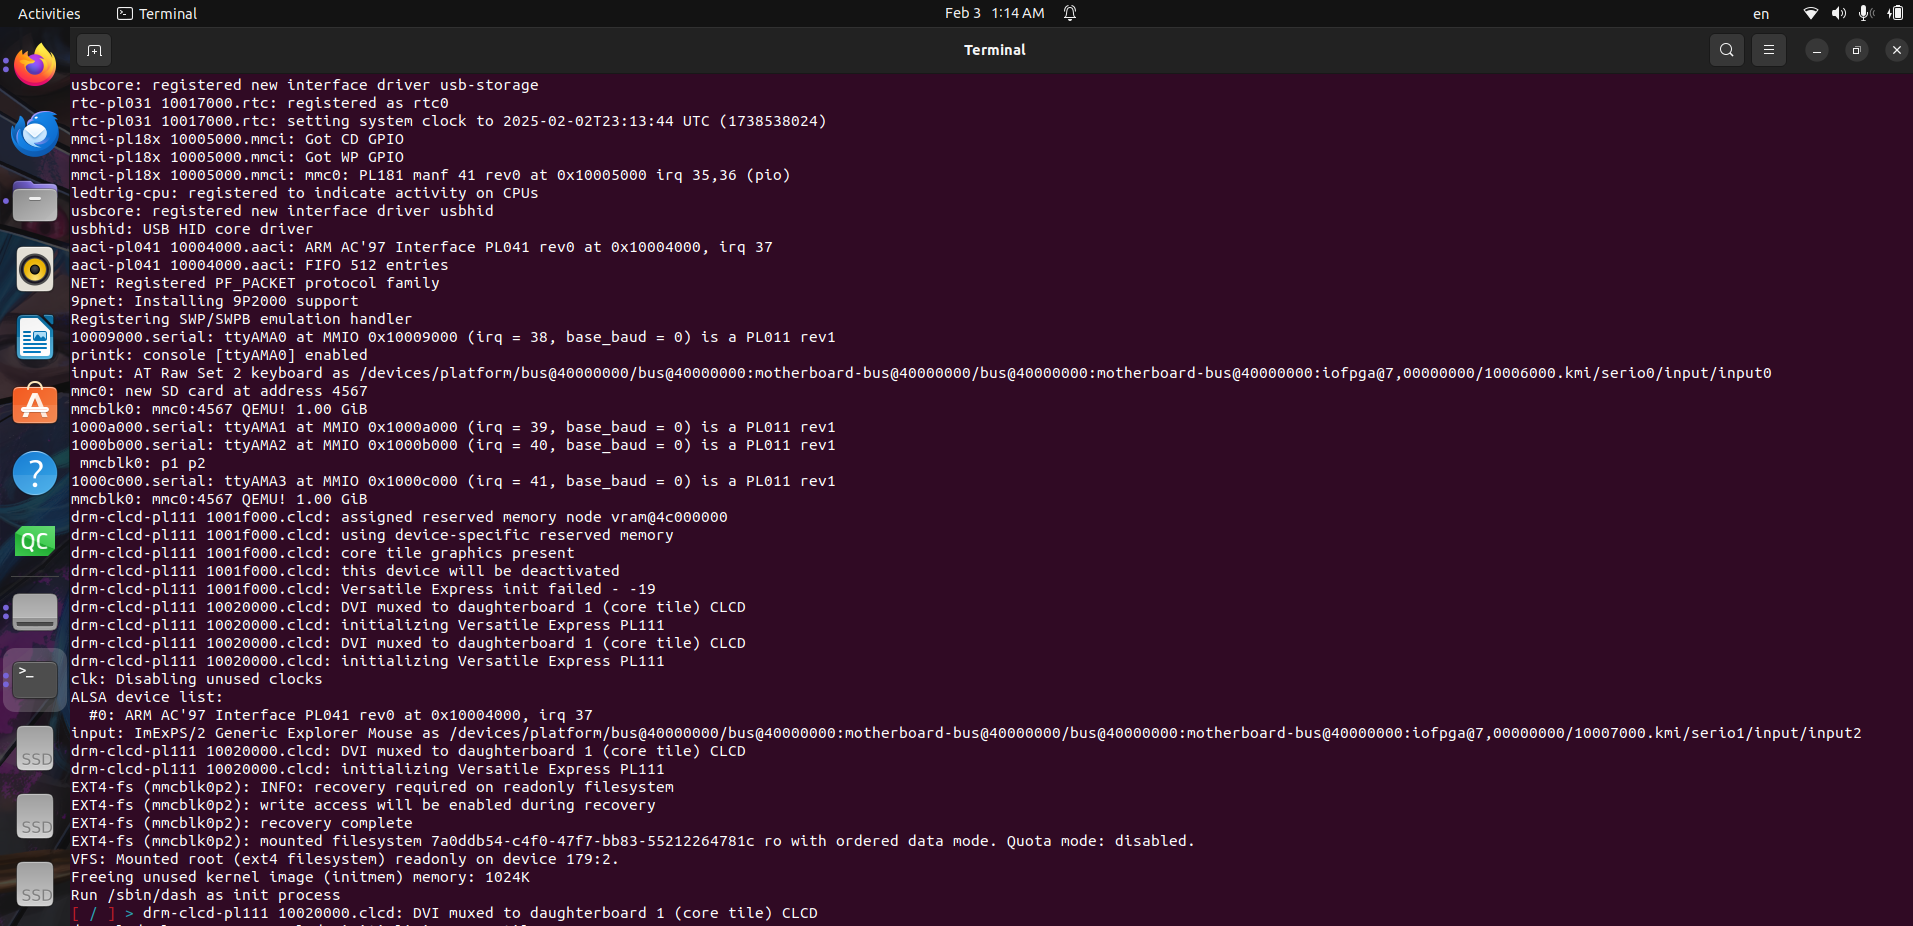 Activities
Terminal
Feb 3 1:14 AM
en
Terminal
usbcore: registered new interface driver usb-storage
rtc-pl031 10017000.rtc: registered as rtc0
rtc-pl031 10017000.rtc: setting system clock to 2025-02-02T23:13:44 UTC (1738538024)
mmci-pl18x 10005000.mmci: Got CD GPIO
mmci-pl18x 10005000.mmci: Got WP GPIO
mmci-pl18x 10005000.mmci: mmc0: PL181 manf 41 rev0 at 0x10005000 irq 35,36 (pio)
ledtrig-cpu: registered to indicate activity on CPUs
usbcore: registered new interface driver usbhid
usbhid: USB HID core driver
aaci-pl041 10004000.aaci: ARM AC'97 Interface PL041 rev0 at 0x10004000, irq 37
aaci-pl041 10004000.aaci: FIFO 512 entries
NET: Registered PF_PACKET protocol family
9pnet: Installing 9P2000 support
Registering SWP/SWPB emulation handler
10009000.serial: ttyAMA0 at MMIO 0x10009000 (irq = 38, base_baud = 0) is a PL011 rev1
printk: console [ttyAMA0] enabled
input: AT Raw Set 2 keyboard as /devices/platform/bus@40000000/bus@40000000:motherboard-bus@40000000/bus@40000000:motherboard-bus@40000000:iofpga@7,00000000/10006000.kmi/serio0/input/input0
mmc0: new SD card at address 4567
mmcblk0: mmc0:4567 QEMU! 1.00 GiB
1000a000.serial: ttyAMA1 at MMIO 0x1000a000 (irq = 39, base_baud = 0) is a PL011 rev1
1000b000.serial: ttyAMA2 at MMIO 0x1000b000 (irq = 40, base_baud = 0) is a PL011 rev1
mmcblk0: p1 p2
1000c000.serial: ttyAMA3 at MMIO 0x1000c000 (irq = 41, base_baud = 0) is a PL011 rev1
mmcblk0: mmc0:4567 QEMU! 1.00 GiB
drm-clcd-pl111 1001f000.clcd: assigned reserved memory node vram@4c000000
drm-clcd-pl111 1001f000.clcd: using device-specific reserved memory
drm-clcd-pl111 1001f000.clcd: core tile graphics present
drm-clcd-pl111 1001f000.clcd: this device will be deactivated
drm-clcd-pl111 1001f000.clcd: Versatile Express init failed - -19
drm-clcd-pl111 10020000.clcd: DVI muxed to daughterboard 1 (core tile) CLCD
drm-clcd-pl111 10020000.clcd: initializing Versatile Express PL111
drm-clcd-pl111 10020000.clcd: DVI muxed to daughterboard 1 (core tile) CLCD
drm-clcd-pl111 10020000.clcd: initializing Versatile Express PL111
clk: Disabling unused clocks
ALSA device list:
#0: ARM AC'97 Interface PL041 rev0 at 0x10004000, irq 37
input: ImExPS/2 Generic Explorer Mouse as /devices/platform/bus@40000000/bus@40000000:motherboard-bus@40000000/bus@40000000:motherboard-bus@40000000:iofpga@7,00000000/10007000.kmi/serio1/input/input2
drm-clcd-pl111 10020000.clcd: DVI muxed to daughterboard 1 (core tile) CLCD
drm-clcd-pl111 10020000.clcd: initializing Versatile Express PL111
EXT4-fs (mmcblk0p2): INFO: recovery required on readonly filesystem
EXT4-fs (mmcblk0p2): write access will be enabled during recovery
EXT4-fs (mmcblk0p2): recovery complete
EXT4-fs (mmcblk0p2): mounted filesystem 7a0ddb54-c4f0-47f7-bb83-55212264781c ro with ordered data mode. Quota mode: disabled.
VFS: Mounted root (ext4 filesystem) readonly on device 179:2.
Freeing unused kernel image (initmem) memory: 1024K
Run /sbin/dash as init process
[ / ] > drm-clcd-pl111 10020000.clcd: DVI muxed to daughterboard 1 (core tile) CLCD
QC
SSD
SSD
SSD